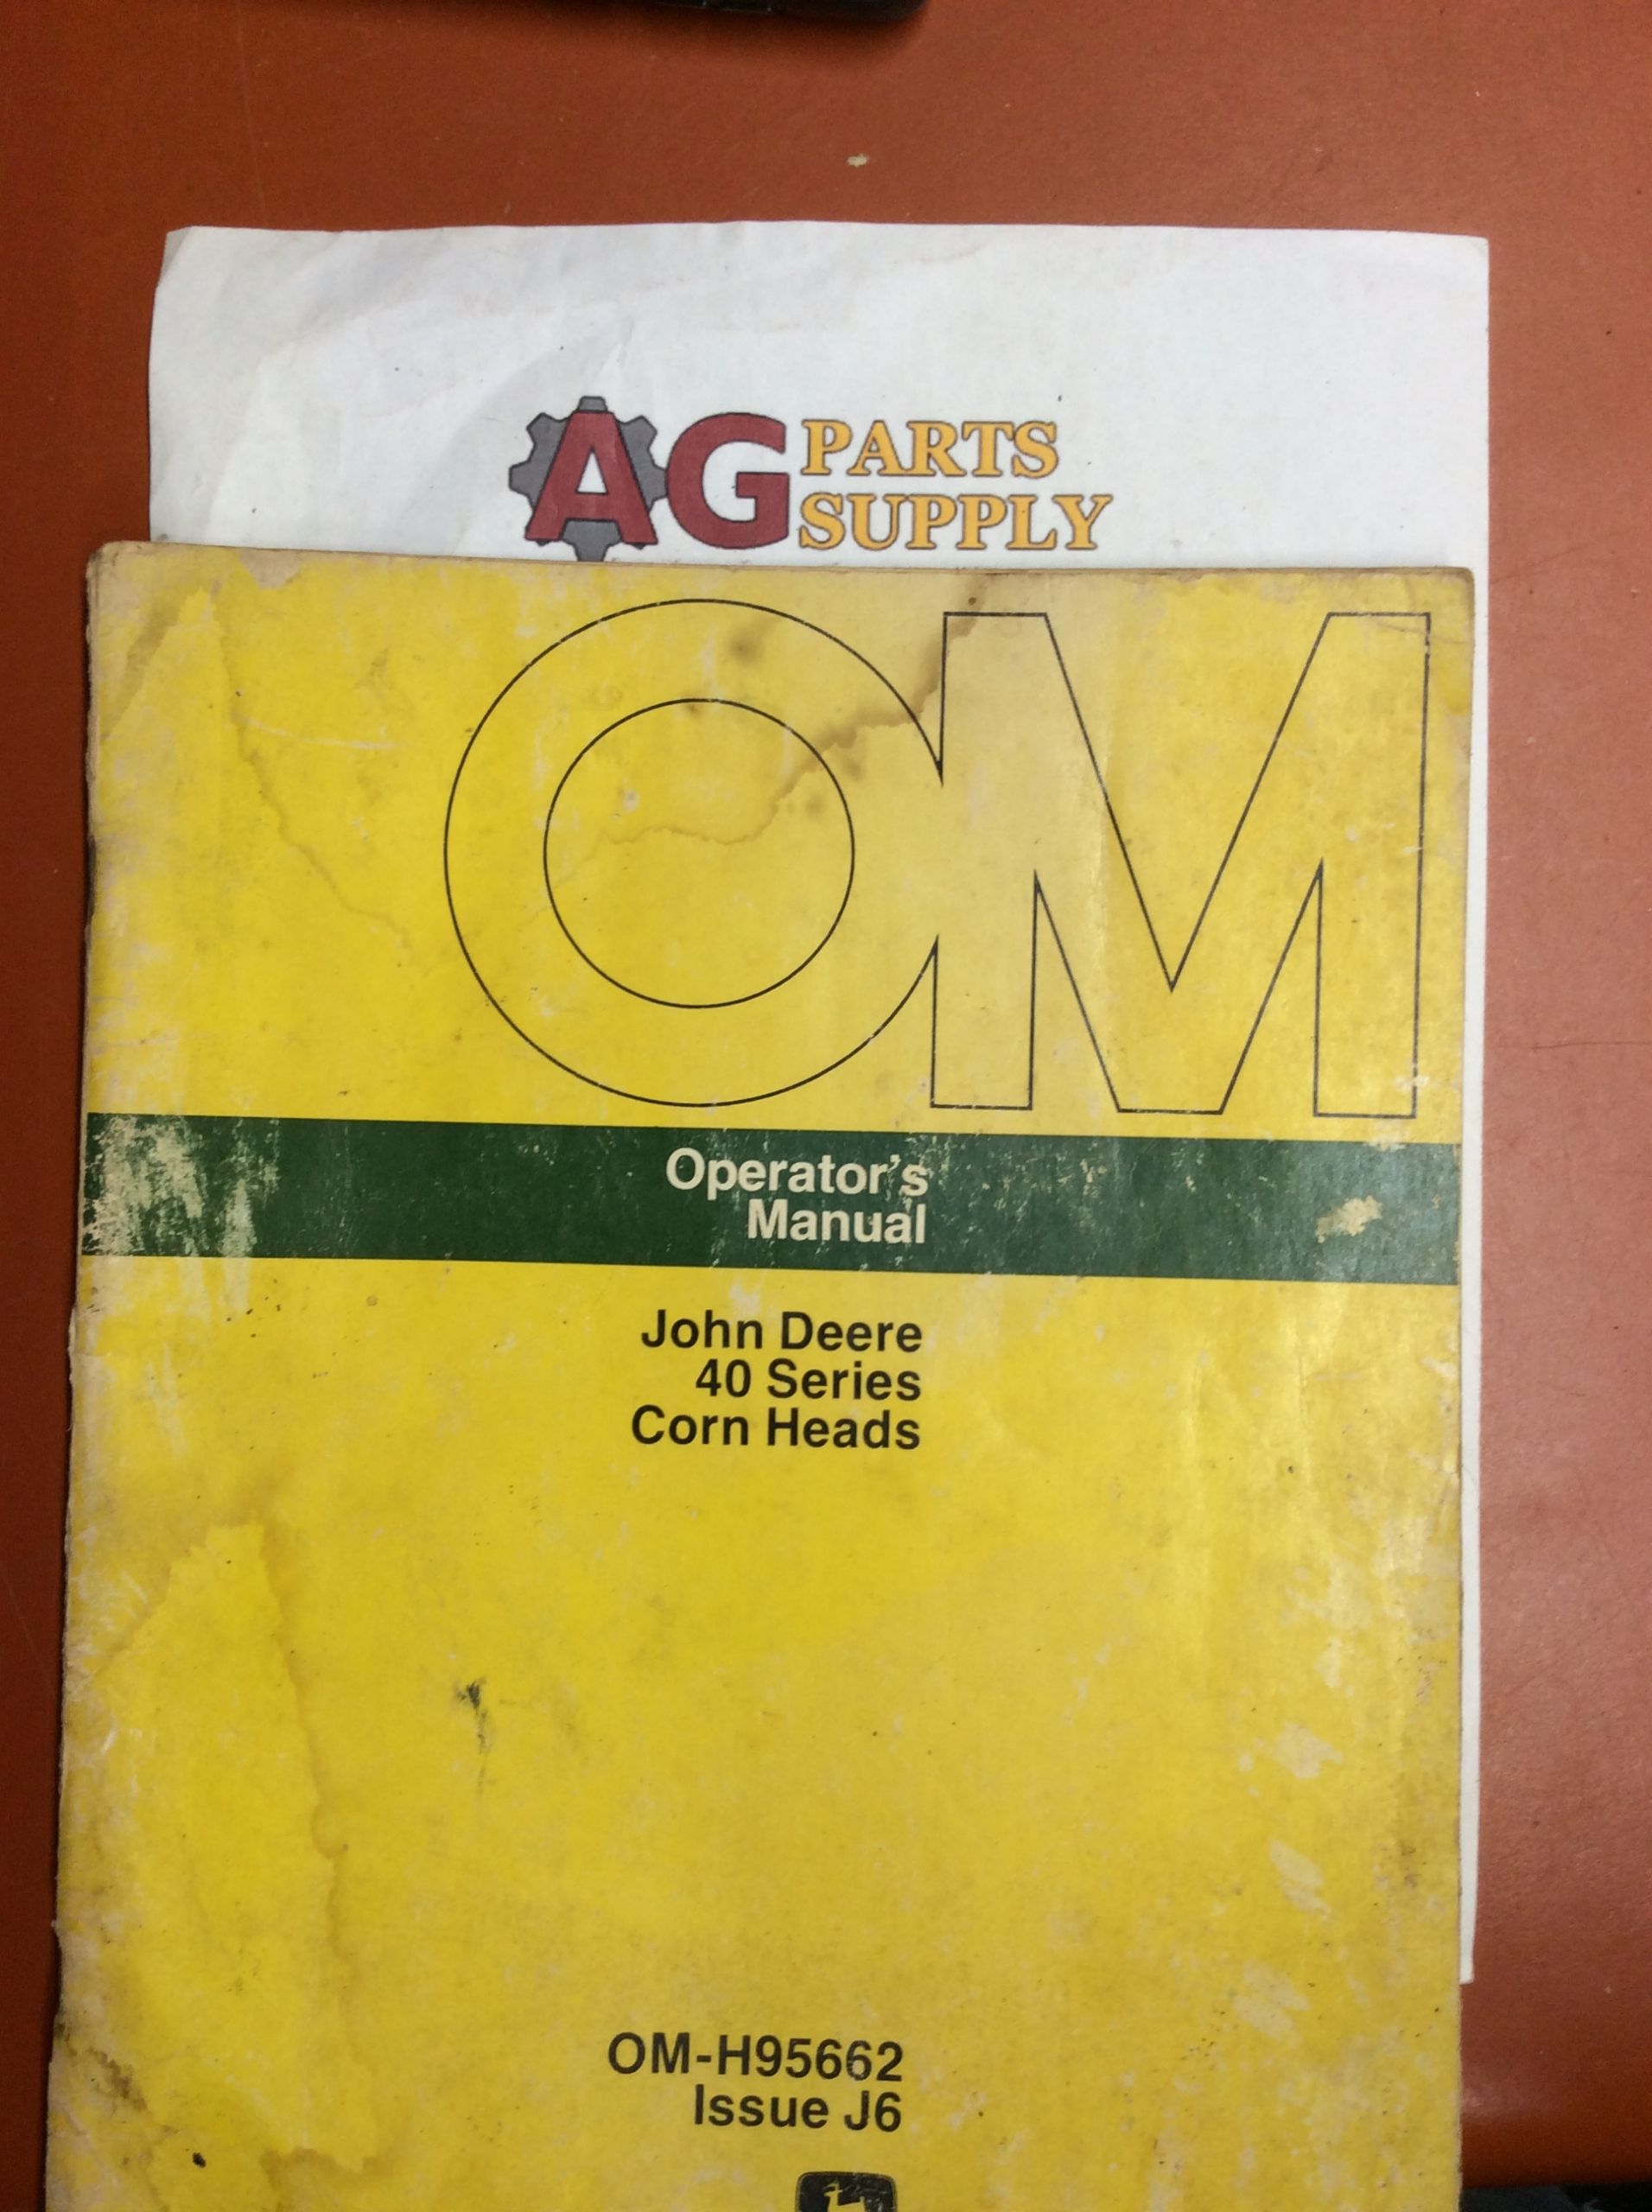 AG PARTS
SUPPLY
OM
Operator's
Manual
John Deere
40 Series
Corn Heads
OM-H95662
Issue J6